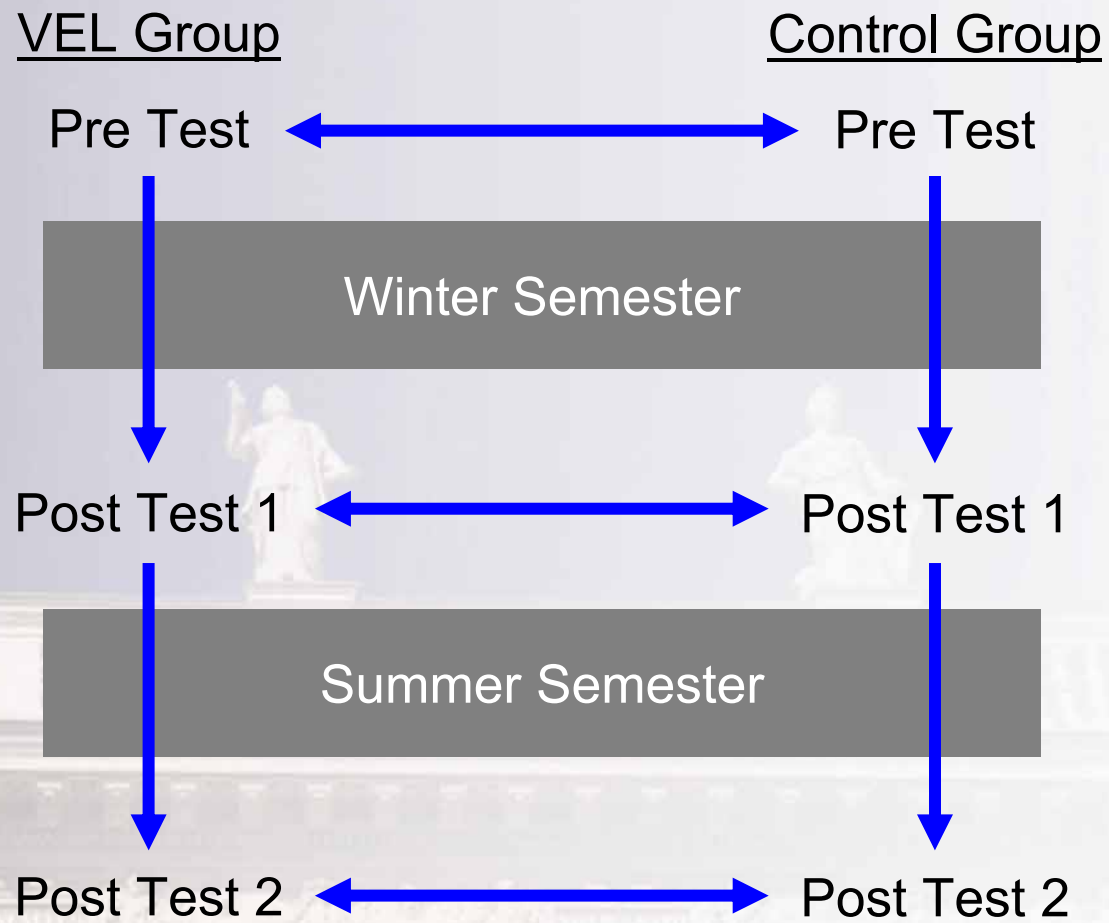 VEL Group Control Group
Pre Test Pre Test
Winter Semester
Post Test 1 Post Test 1
Summer Semester
Post Test 2 Post Test 2